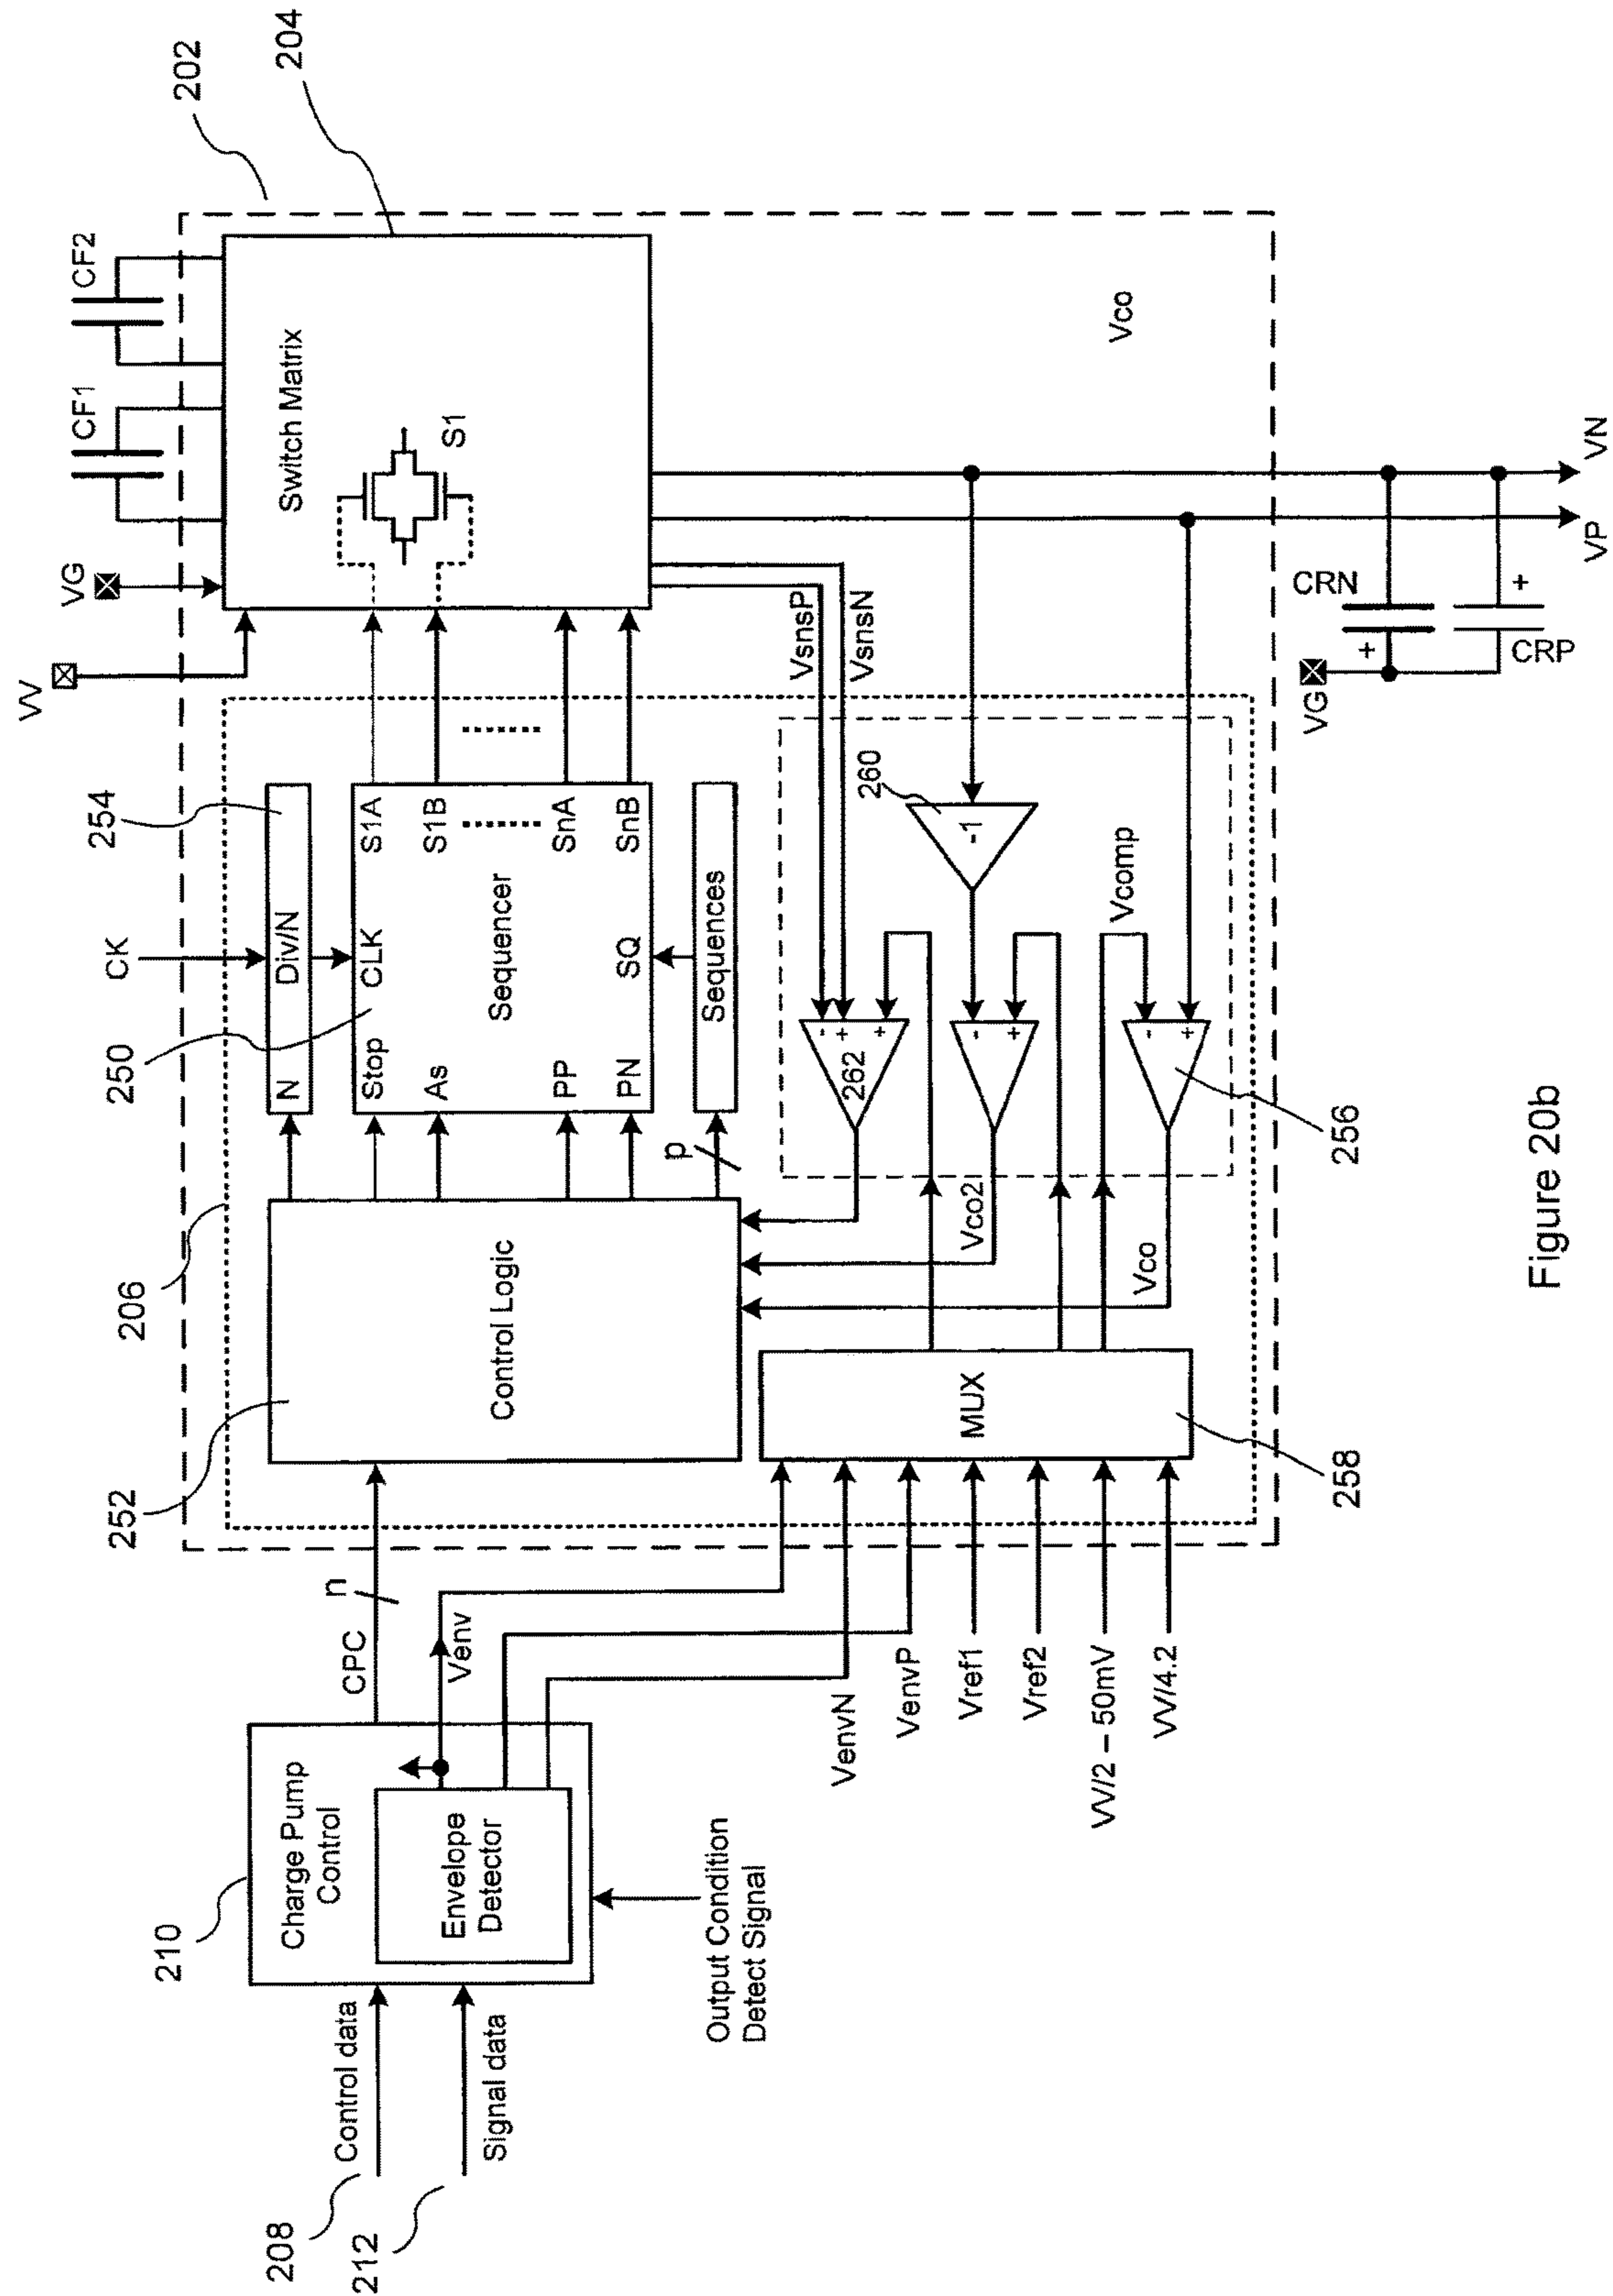 202
204
CF1
CF2
VG
VV
Switch Matrix
S1
CK
254
N
Div/N
250
Stop
CLK
S1A
As
S1B
Sequencer
PP
SnA
PN
SQ
SnB
Sequences
p
206
252
Control Logic
CPC
n
210
Charge Pump
Control
Envelope
Detector
208
Control data
212
Signal data
Output Condition
Detect Signal
Venv
VenvN
VenvP
Vref1
Vref2
VV/2 – 50mV
VV/4.2
MUX
258
VsnsP
VsnsN
260
-1
262
-
+
+
-
+
-
+
Vcomp
Vco2
Vco
256
Vco
VG
CRN
+
CRP
+
VP
VN
Figure 20b